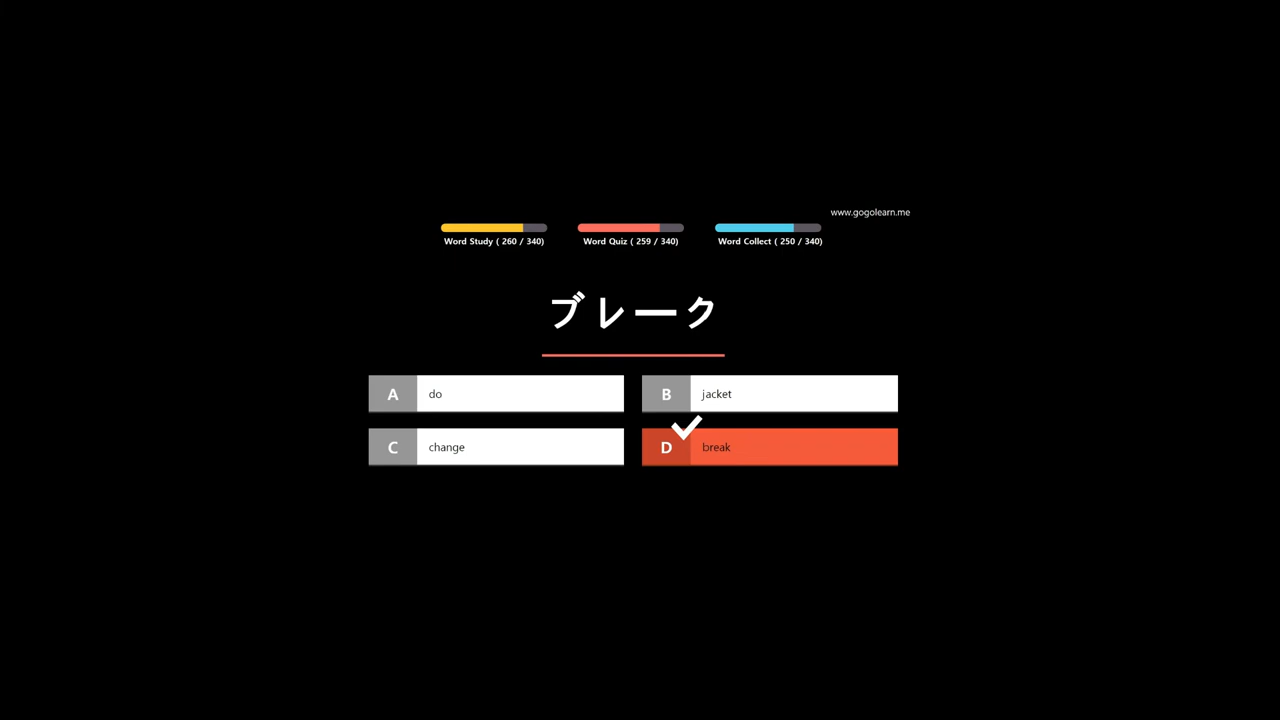 www.gogolearn.me
Word Study ( 260 / 340) Word Quiz ( 259 / 340) Word Collect ( 250 / 340)
ブレーク
A do B jacket
C change D break